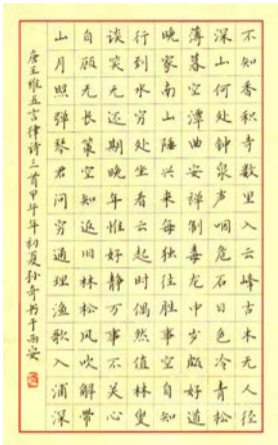 不知香积寺数里入云峰古木无人径
深山何处钟泉声咽危石日色冷青松
薄暮空潭曲安禅制毒龙中岁颇好道
晚家南山陲兴来每独往胜事空自知
行到水穷处坐看云起时偶然值林叟
谈笑无还期晚年惟好静万事不关心
自顾无长策空知返旧林松风吹解带
山月照弹琴君问穷通理渔歌入浦深
唐王维五言律诗三首甲午年初夏孙奇书于西安